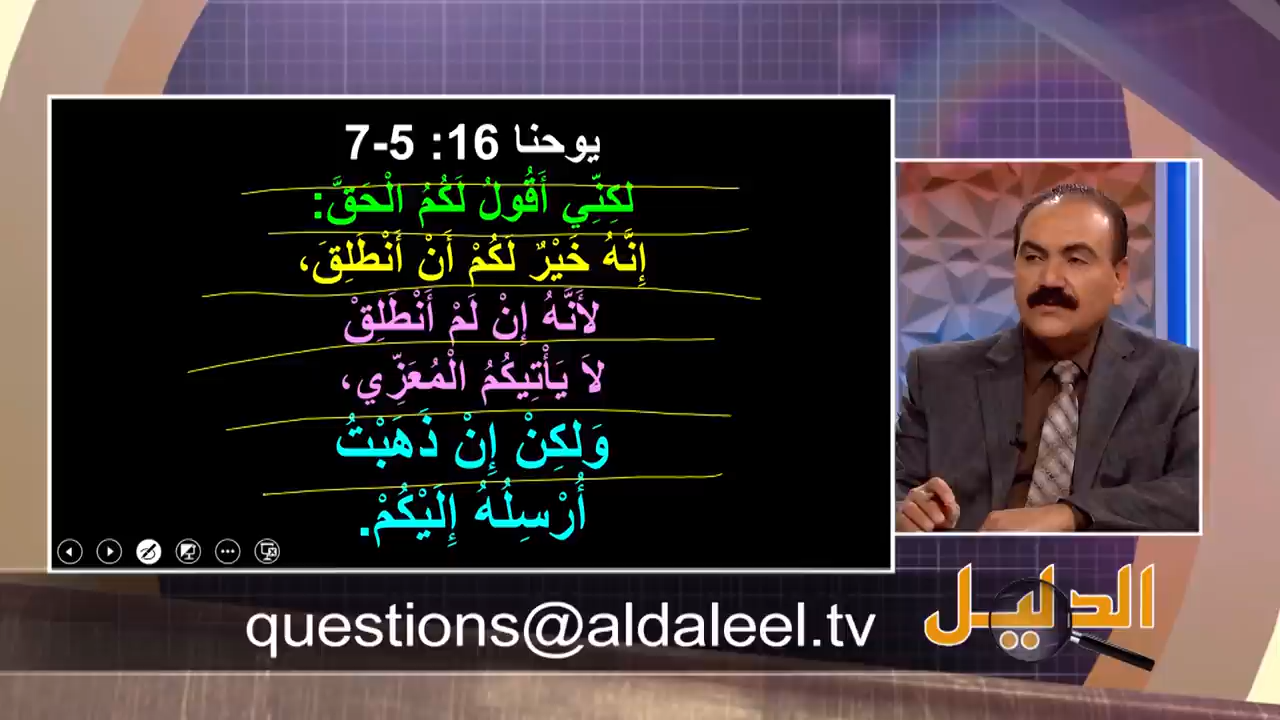 يوحنا 16: 5-7
لكِنِّي أَقُولُ لَكُمُ الْحَقَّ:
إِنَّهُ خَيْرٌ لَكُمْ أَنْ أَنْطَلِقَ،
لأَنَّهُ إِنْ لَمْ أَنْطَلِقْ
لاَ يَأْتِيكُمُ الْمُعَزِّي،
وَلكِنْ إِنْ ذَهَبْتُ
أُرْسِلُهُ إِلَيْكُمْ.
questions@aldaleel.tv
الدليل